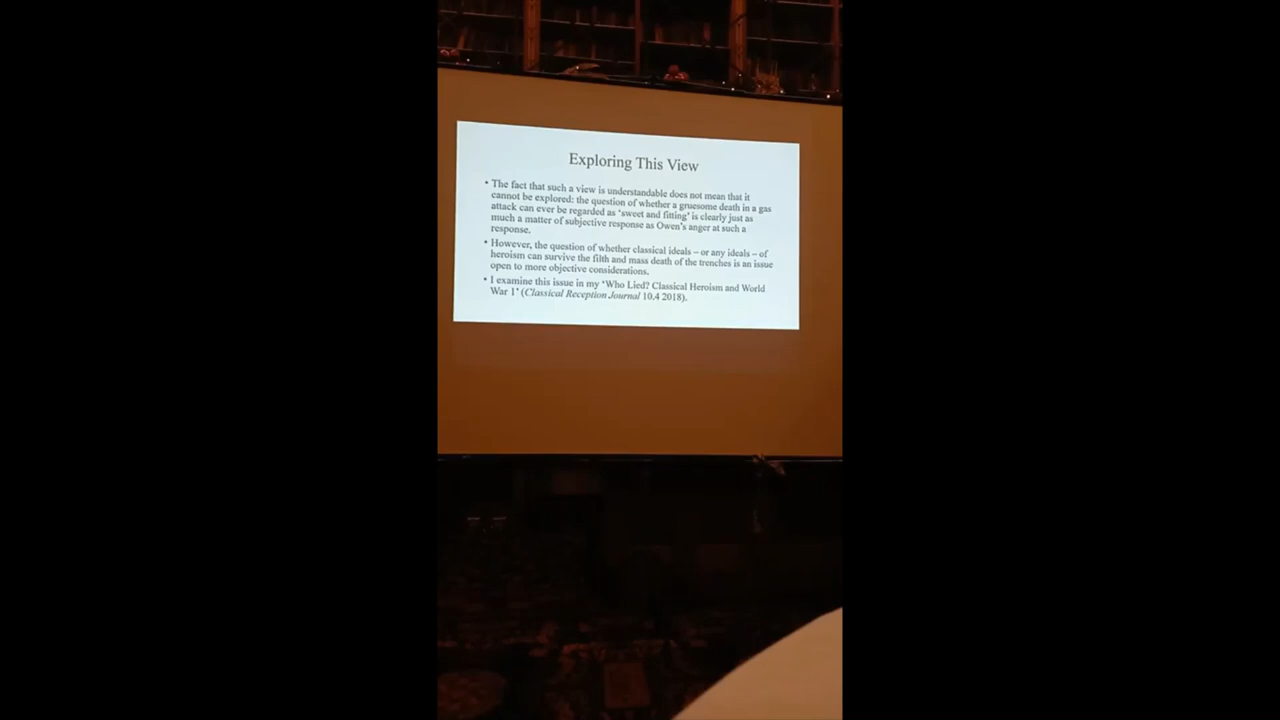 Exploring This View
• The fact that such a view is understandable does not mean that it
cannot be explored: the question of whether a gruesome death in a gas
attack can ever be regarded as ‘sweet and fitting’ is clearly just as
much a matter of subjective response as Owen’s anger at such a
response.
• However, the question of whether classical ideals – or any ideals – of
heroism can survive the filth and mass death of the trenches is an issue
open to more objective considerations.
• I examine this issue in my ‘Who Lied? Classical Heroism and World
War 1’ (Classical Reception Journal 10.4 2018).